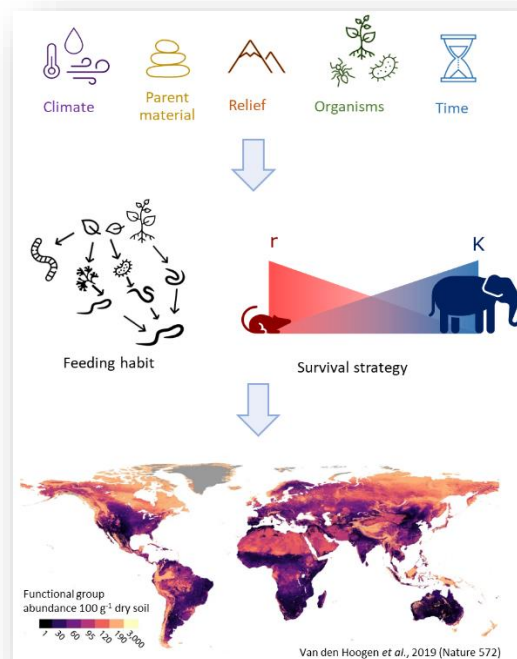 Climate
Parent
material
Relief
Organisms
Time
r
K
Feeding habit
Survival strategy
Functional group
abundance 100 g⁻¹ dry soil
1 30 60 95 120 190 3,000
Van den Hoogen et al., 2019 (Nature 572)